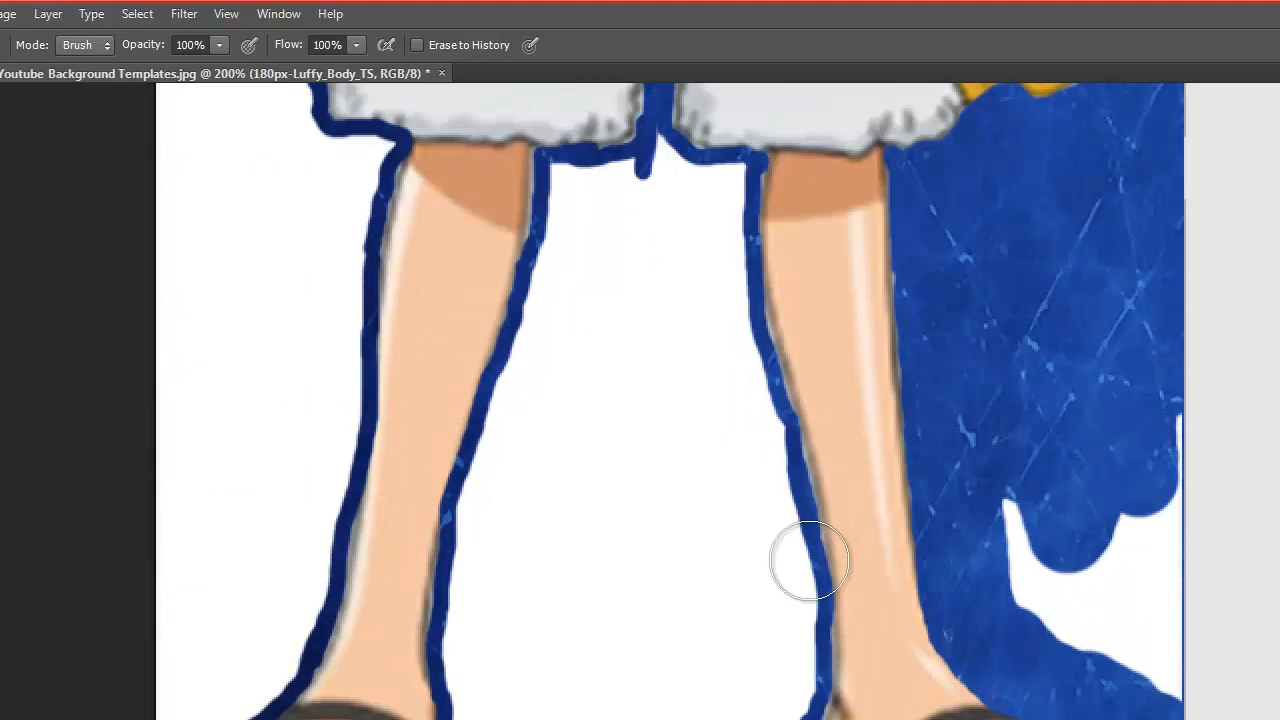 age Layer Type Select Filter View Window Help
Mode: Brush Opacity: 100% Flow: 100% Erase to History
Youtube Background Templates.jpg @ 200% (180px-Luffy_Body_TS, RGB/8) * ×